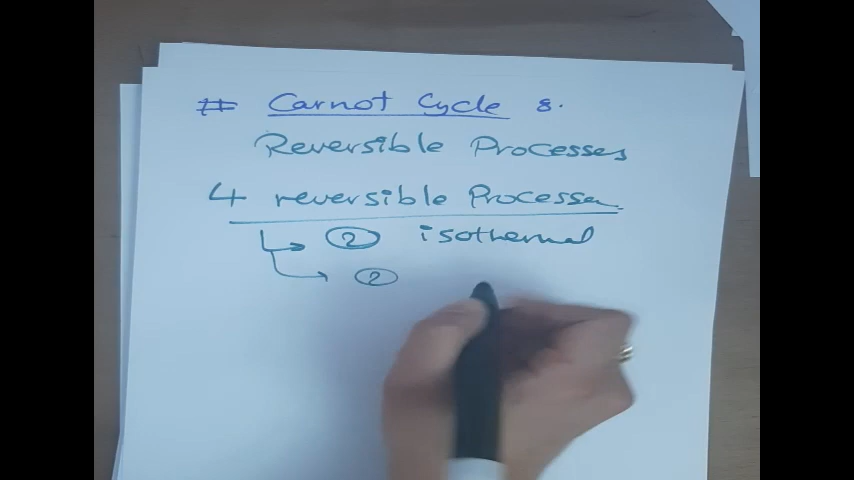 # Carnot Cycle :
Reversible Processes
4 reversible Processes
② isothermal
②